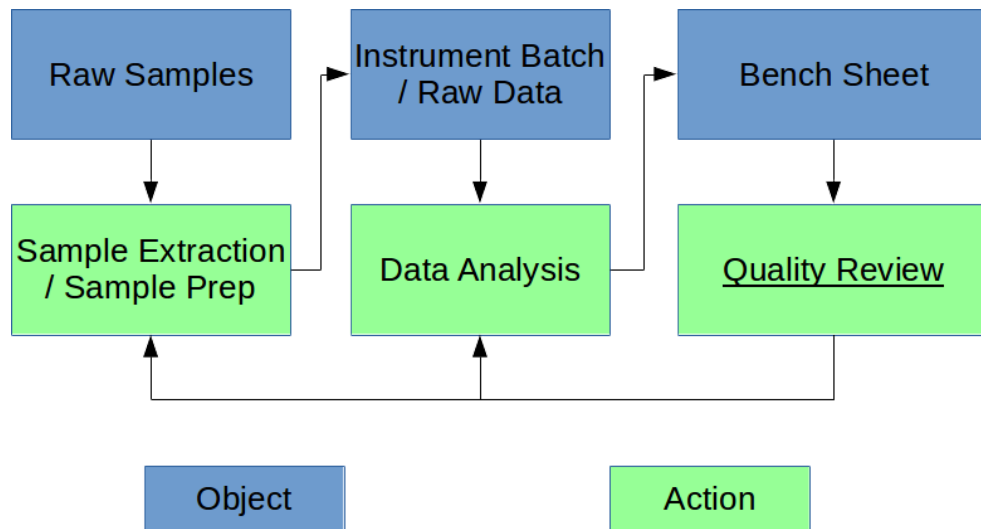 Raw Samples
Instrument Batch
/ Raw Data
Bench Sheet
Sample Extraction
/ Sample Prep
Data Analysis
Quality Review
Object
Action